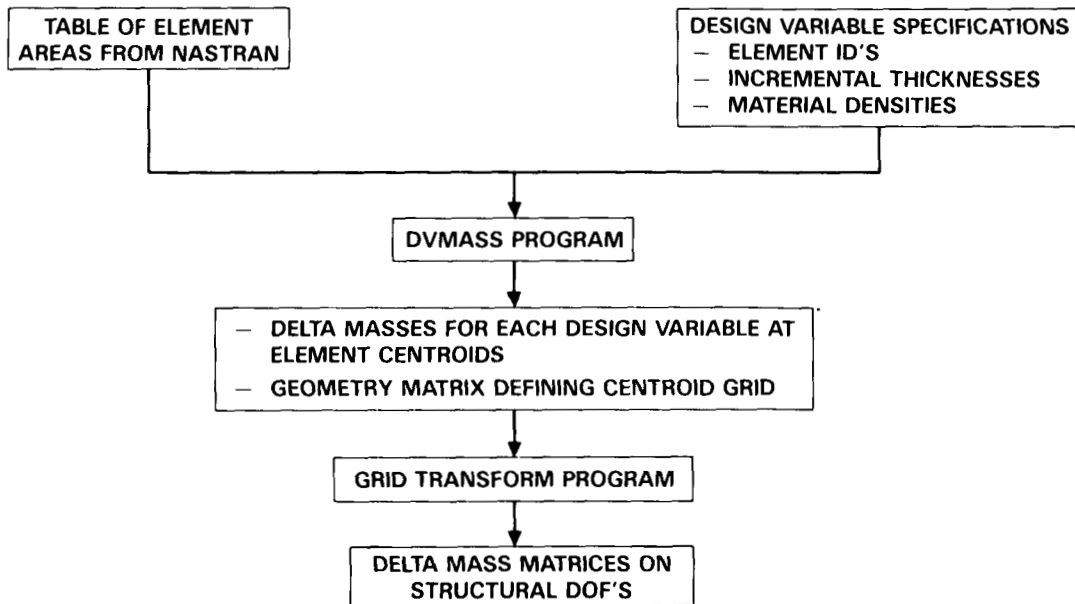 TABLE OF ELEMENT
AREAS FROM NASTRAN
DESIGN VARIABLE SPECIFICATIONS
– ELEMENT ID'S
– INCREMENTAL THICKNESSES
– MATERIAL DENSITIES
DVMASS PROGRAM
– DELTA MASSES FOR EACH DESIGN VARIABLE AT
ELEMENT CENTROIDS
– GEOMETRY MATRIX DEFINING CENTROID GRID
GRID TRANSFORM PROGRAM
DELTA MASS MATRICES ON
STRUCTURAL DOF'S